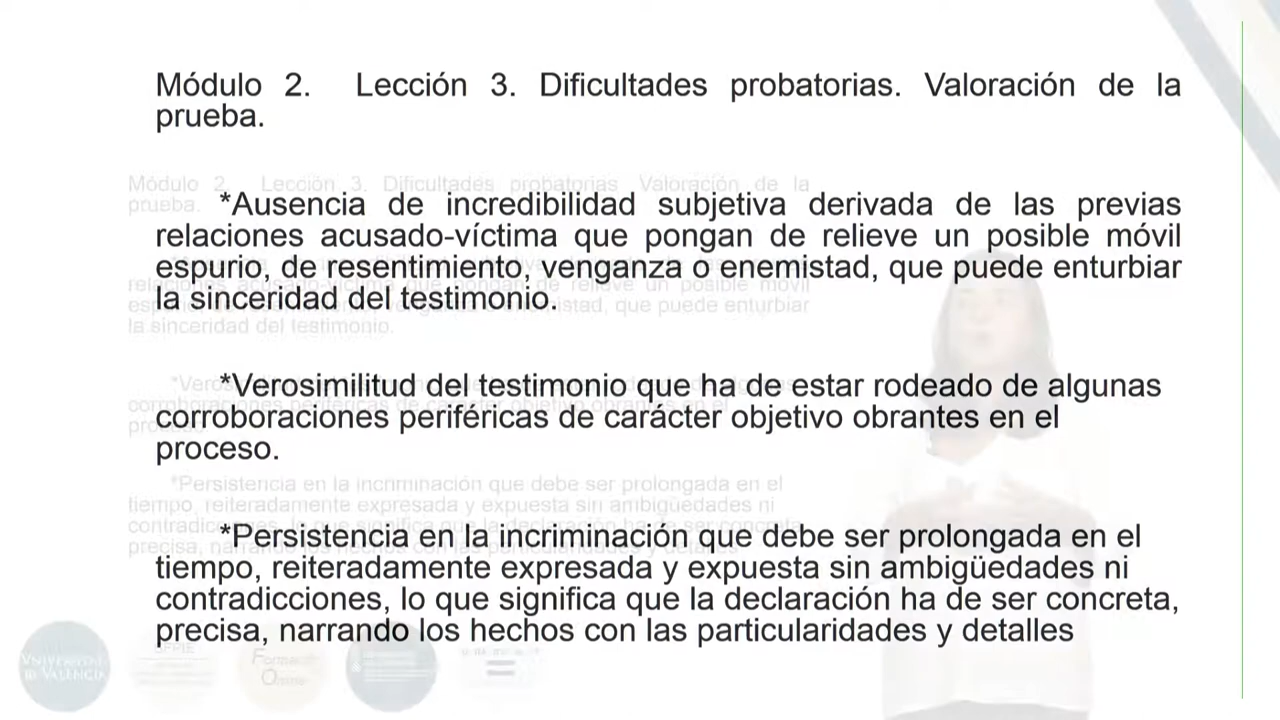 Módulo 2. Lección 3. Dificultades probatorias. Valoración de la
prueba.
*Ausencia de incredibilidad subjetiva derivada de las previas
relaciones acusado-víctima que pongan de relieve un posible móvil
espurio, de resentimiento, venganza o enemistad, que puede enturbiar
la sinceridad del testimonio.
*Verosimilitud del testimonio que ha de estar rodeado de algunas
corroboraciones periféricas de carácter objetivo obrantes en el
proceso.
*Persistencia en la incriminación que debe ser prolongada en el
tiempo, reiteradamente expresada y expuesta sin ambigüedades ni
contradicciones, lo que significa que la declaración ha de ser concreta,
precisa, narrando los hechos con las particularidades y detalles